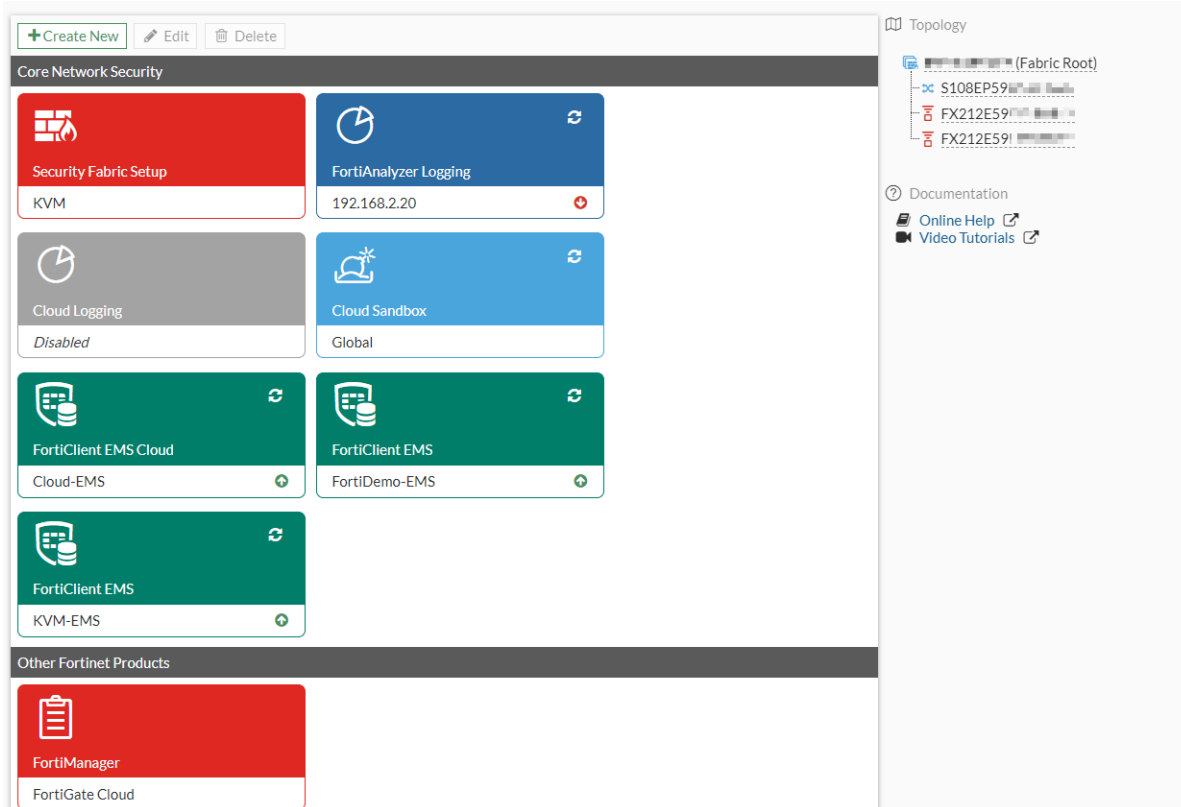 Create New Edit Delete
Core Network Security
Security Fabric Setup
KVM
FortiAnalyzer Logging
192.168.2.20
Cloud Logging
Disabled
Cloud Sandbox
Global
FortiClient EMS Cloud
Cloud-EMS
FortiClient EMS
FortiDemo-EMS
FortiClient EMS
KVM-EMS
Other Fortinet Products
FortiManager
FortiGate Cloud
Topology
(Fabric Root)
S108EP59
FX212E59
FX212E59
Documentation
Online Help
Video Tutorials